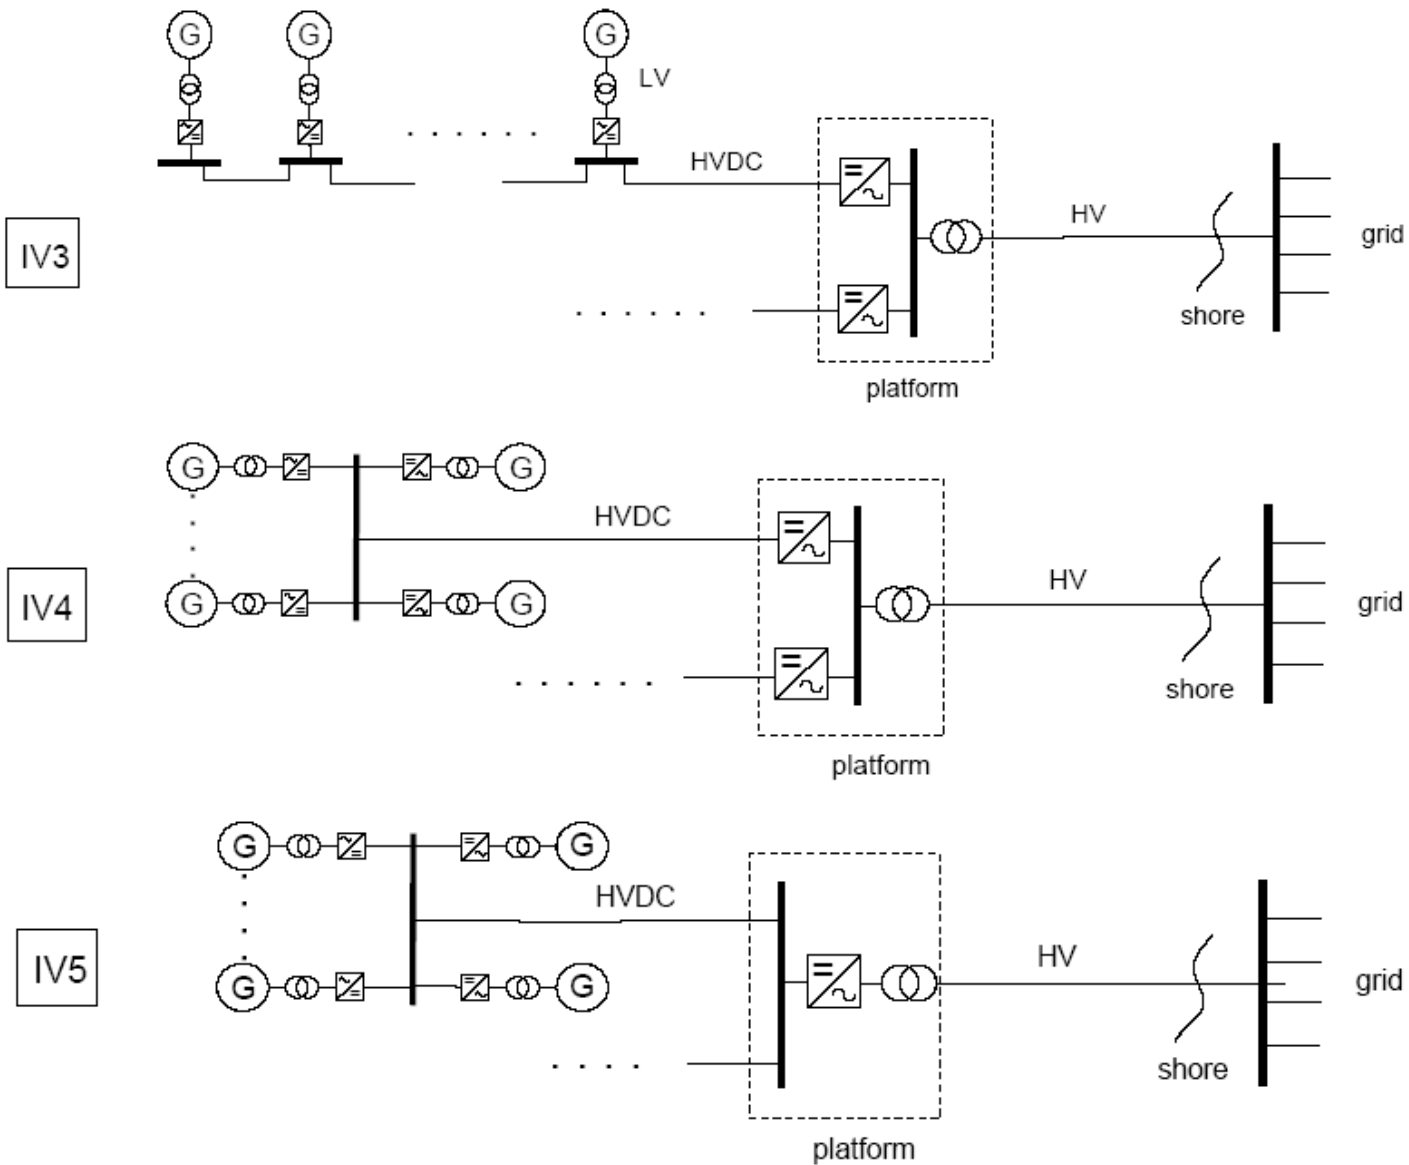 G G G
LV
HVDC
IV3
HV
grid
shore
platform
G G
HVDC
IV4
G G
HV
grid
shore
platform
G G
HVDC
IV5
G G
HV
grid
shore
platform